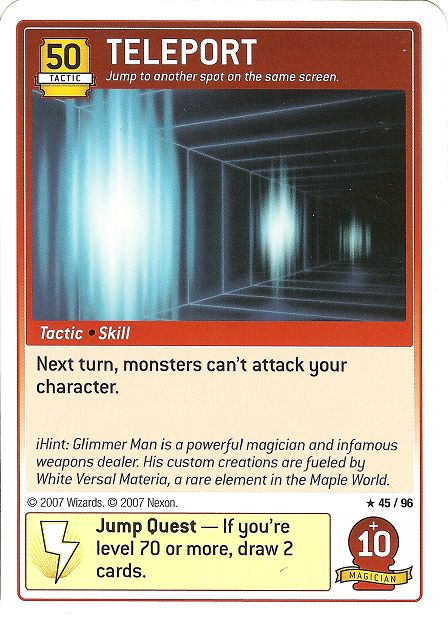 50
TACTIC
TELEPORT
Jump to another spot on the same screen.
Tactic • Skill
Next turn, monsters can't attack your
character.
iHint: Glimmer Man is a powerful magician and infamous
weapons dealer. His custom creations are fueled by
White Versal Materia, a rare element in the Maple World.
© 2007 Wizards. © 2007 Nexon.
★ 45 / 96
Jump Quest — If you're
level 70 or more, draw 2
cards.
+
10
MAGICIAN